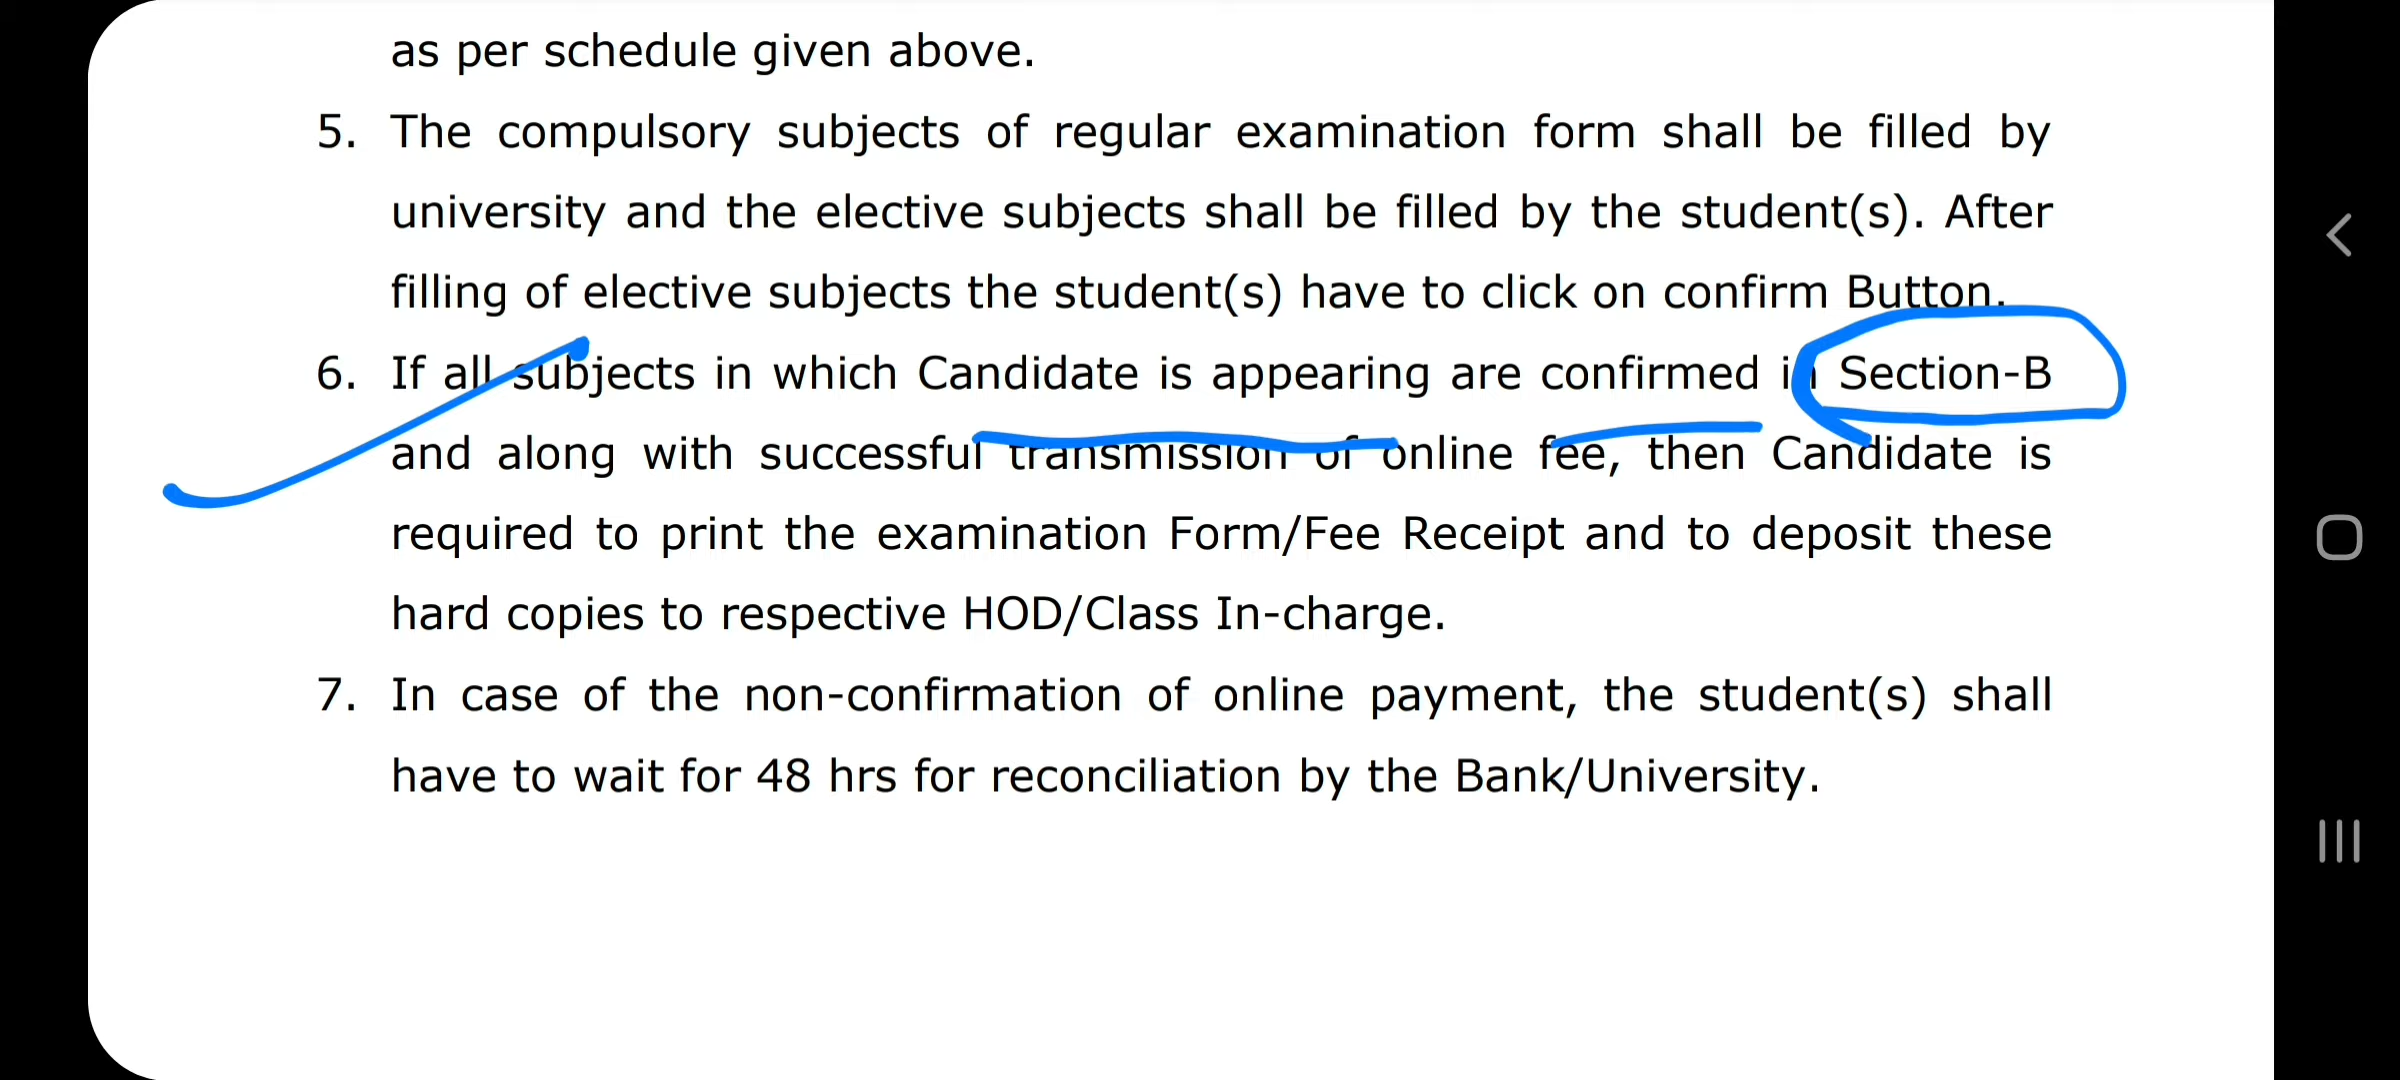 as per schedule given above.
5. The compulsory subjects of regular examination form shall be filled by
university and the elective subjects shall be filled by the student(s). After
filling of elective subjects the student(s) have to click on confirm Button.
6. If all subjects in which Candidate is appearing are confirmed in Section-B
and along with successful transmission of online fee, then Candidate is
required to print the examination Form/Fee Receipt and to deposit these
hard copies to respective HOD/Class In-charge.
7. In case of the non-confirmation of online payment, the student(s) shall
have to wait for 48 hrs for reconciliation by the Bank/University.